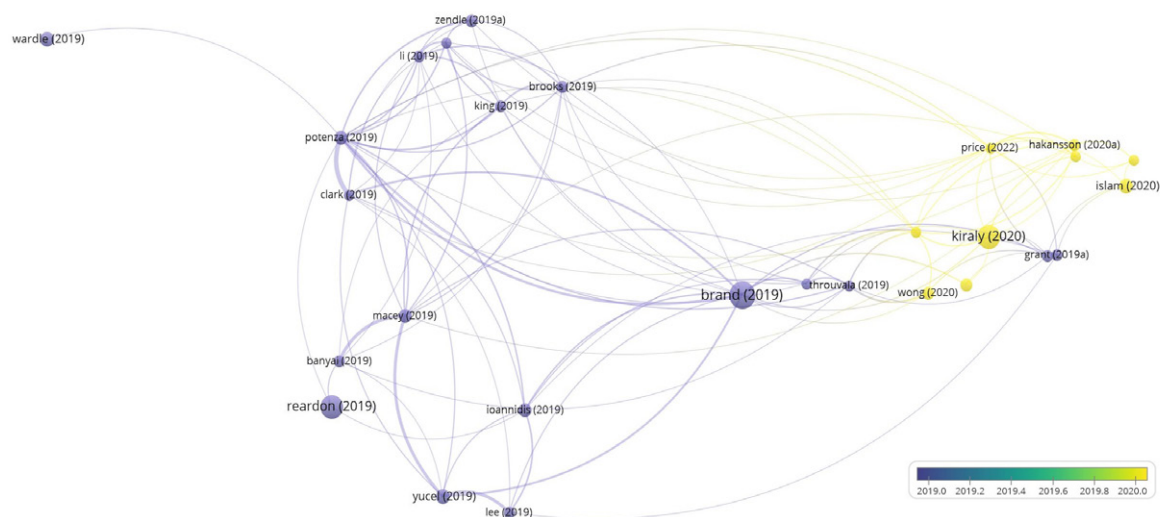 zendle (2019a)
wardle (2019)
li (2019)
brooks (2019)
king (2019)
potenza (2019)
price (2022)
hakansson (2020a)
islam (2020)
clark (2019)
kiraly (2020)
grant (2019a)
throuvala (2019)
brand (2019)
wong (2020)
macey (2019)
banyai (2019)
reardon (2019)
ioannidis (2019)
yucel (2019)
lee (2019)
2019.0 2019.2 2019.4 2019.6 2019.8 2020.0